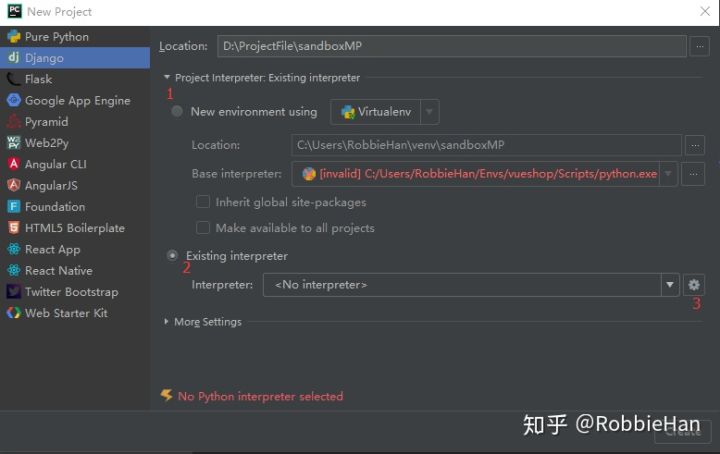 PC New Project
Pure Python
dj Django
Flask
Google App Engine
Pyramid
Web2Py
Angular CLI
AngularJS
Foundation
HTML5 Boilerplate
React App
React Native
Twitter Bootstrap
Web Starter Kit
Location: D:\ProjectFile\sandboxMP ...
Project Interpreter: Existing interpreter
1
New environment using Virtualenv
Location: C:\Users\RobbieHan\venv\sandboxMP ...
Base interpreter: [invalid] C:/Users/RobbieHan/Envs/vueshop/Scripts/python.exe ...
Inherit global site-packages
Make available to all projects
Existing interpreter
2
Interpreter: <No interpreter>
3
More Settings
No Python interpreter selected
知乎 @RobbieHan
Create